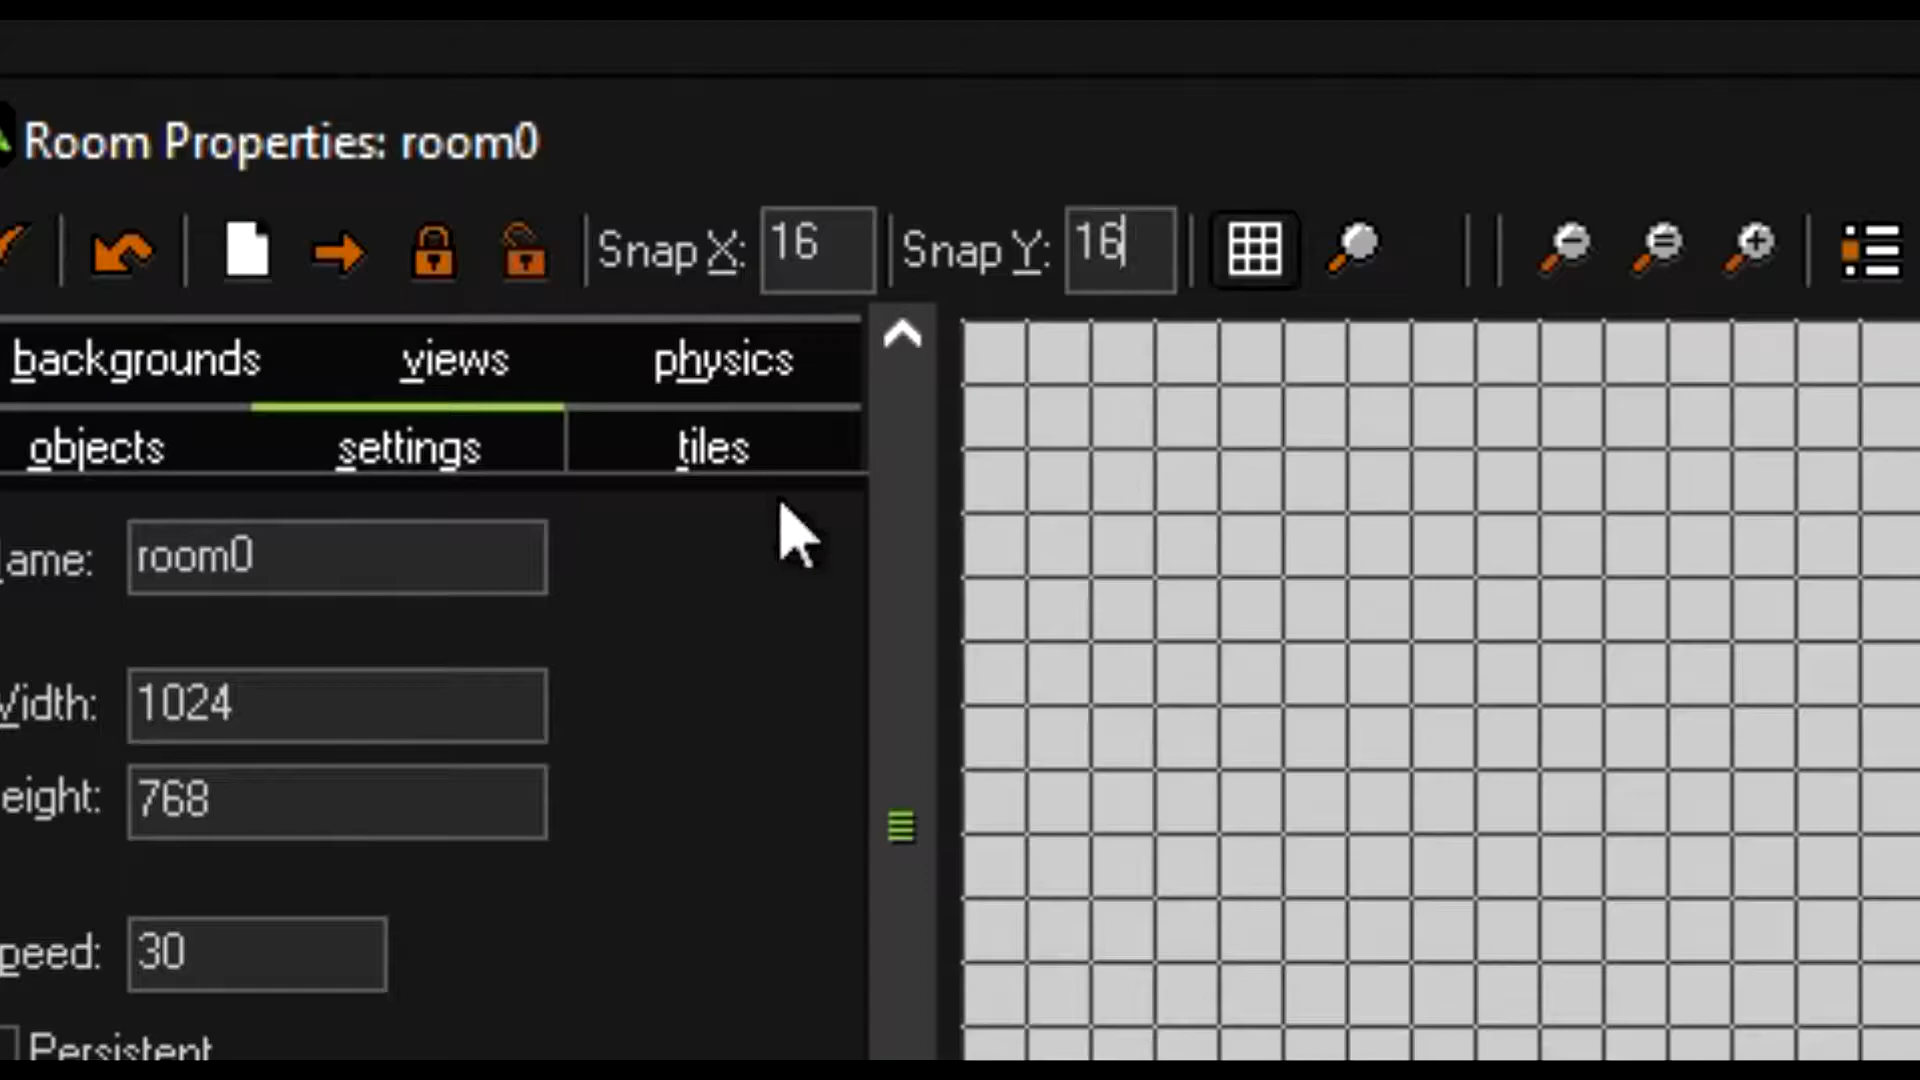 Room Properties: room0
Snap X: 16 Snap Y: 16
backgrounds views physics
objects settings tiles
ame: room0
Width: 1024
eight: 768
peed: 30
Persistent